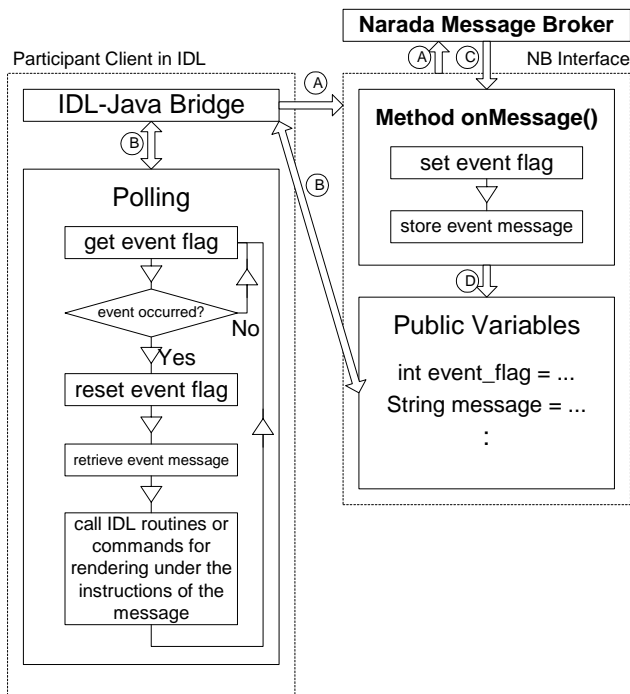 Narada Message Broker
Participant Client in IDL
A
A
C
NB Interface
IDL-Java Bridge
Method onMessage()
B
B
set event flag
store event message
Polling
get event flag
event occurred?
No
Yes
reset event flag
retrieve event message
call IDL routines or
commands for
rendering under the
instructions of the
message
D
Public Variables
int event_flag = ...
String message = ...
: